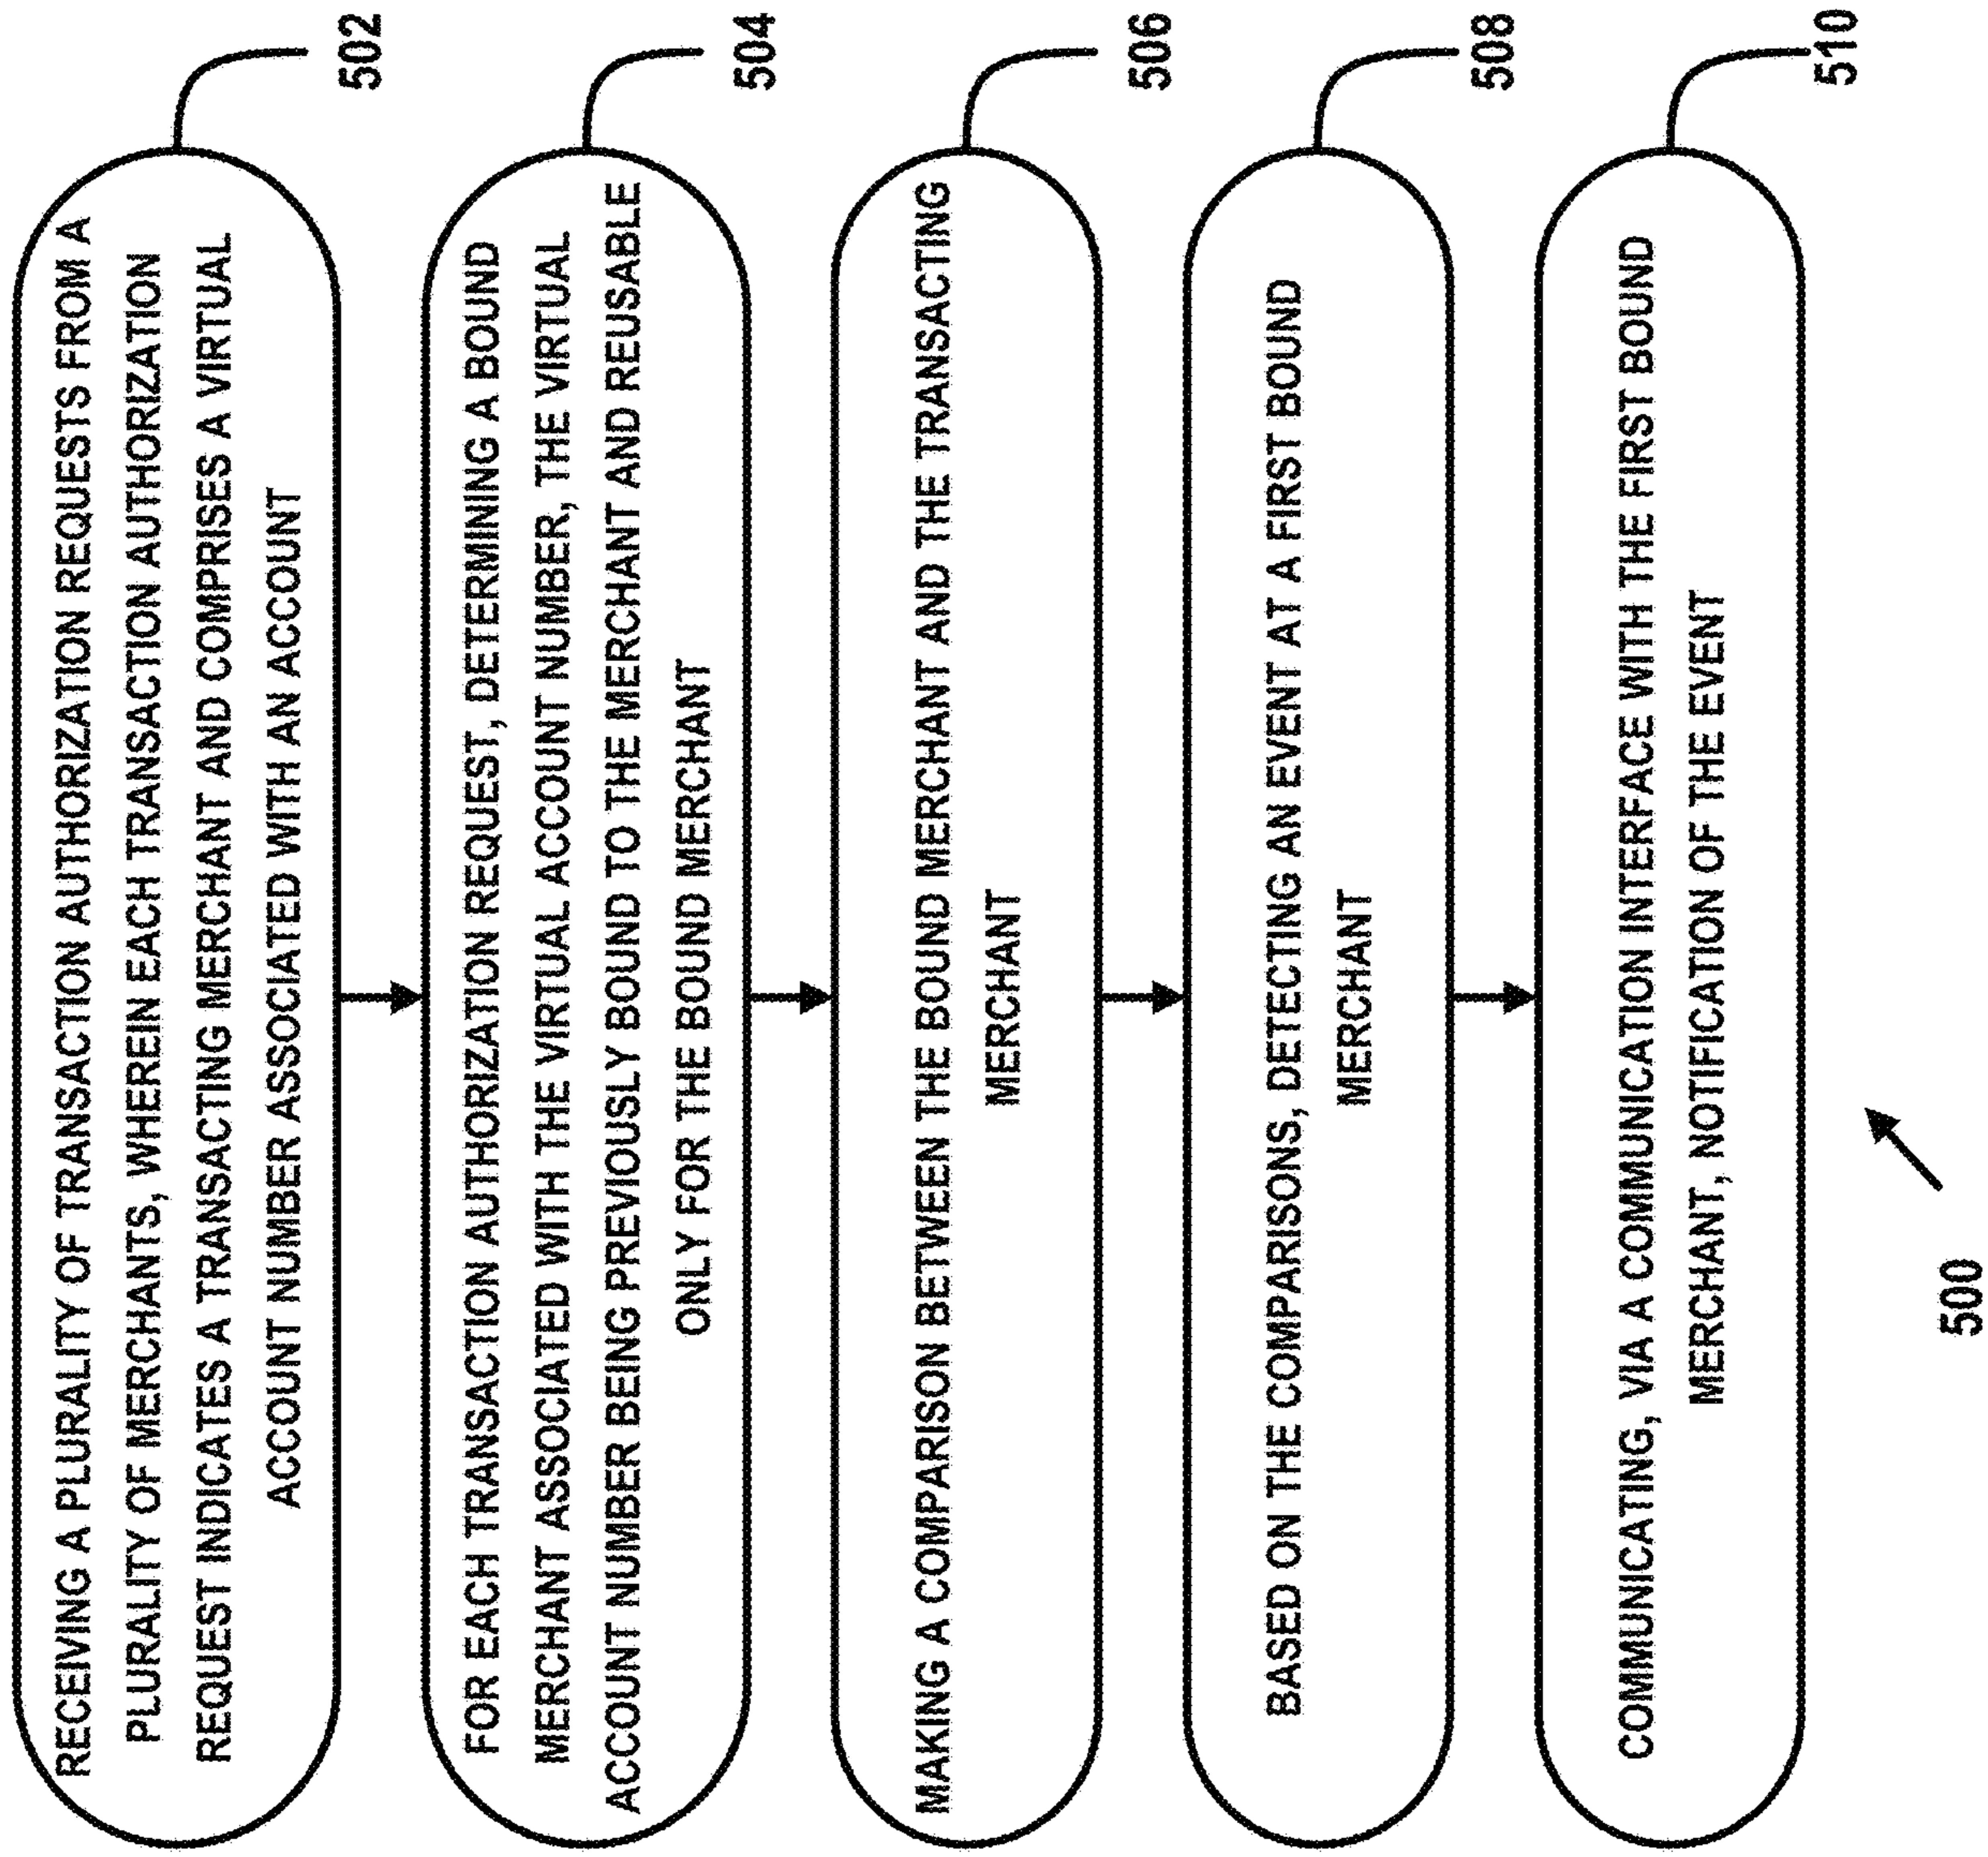 RECEIVING A PLURALITY OF TRANSACTION AUTHORIZATION REQUESTS FROM A
PLURALITY OF MERCHANTS, WHEREIN EACH TRANSACTION AUTHORIZATION
REQUEST INDICATES A TRANSACTING MERCHANT AND COMPRISES A VIRTUAL
ACCOUNT NUMBER ASSOCIATED WITH AN ACCOUNT
502
FOR EACH TRANSACTION AUTHORIZATION REQUEST, DETERMINING A BOUND
MERCHANT ASSOCIATED WITH THE VIRTUAL ACCOUNT NUMBER, THE VIRTUAL
ACCOUNT NUMBER BEING PREVIOUSLY BOUND TO THE MERCHANT AND REUSABLE
ONLY FOR THE BOUND MERCHANT
504
MAKING A COMPARISON BETWEEN THE BOUND MERCHANT AND THE TRANSACTING
MERCHANT
506
BASED ON THE COMPARISONS, DETECTING AN EVENT AT A FIRST BOUND
MERCHANT
508
COMMUNICATING, VIA A COMMUNICATION INTERFACE WITH THE FIRST BOUND
MERCHANT, NOTIFICATION OF THE EVENT
510
500